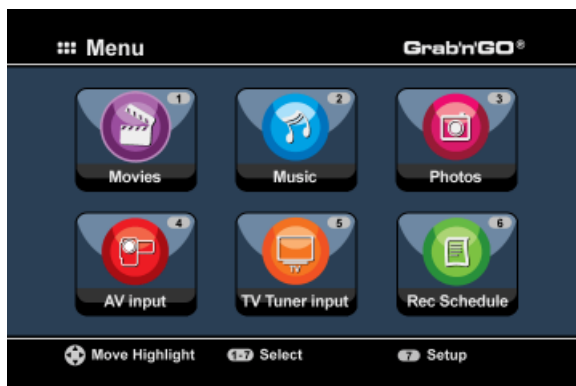 Menu Grab'n'GO®
1 2 3
Movies Music Photos
4 5 6
TV
AV input TV Tuner input Rec Schedule
Move Highlight 1-7 Select 7 Setup